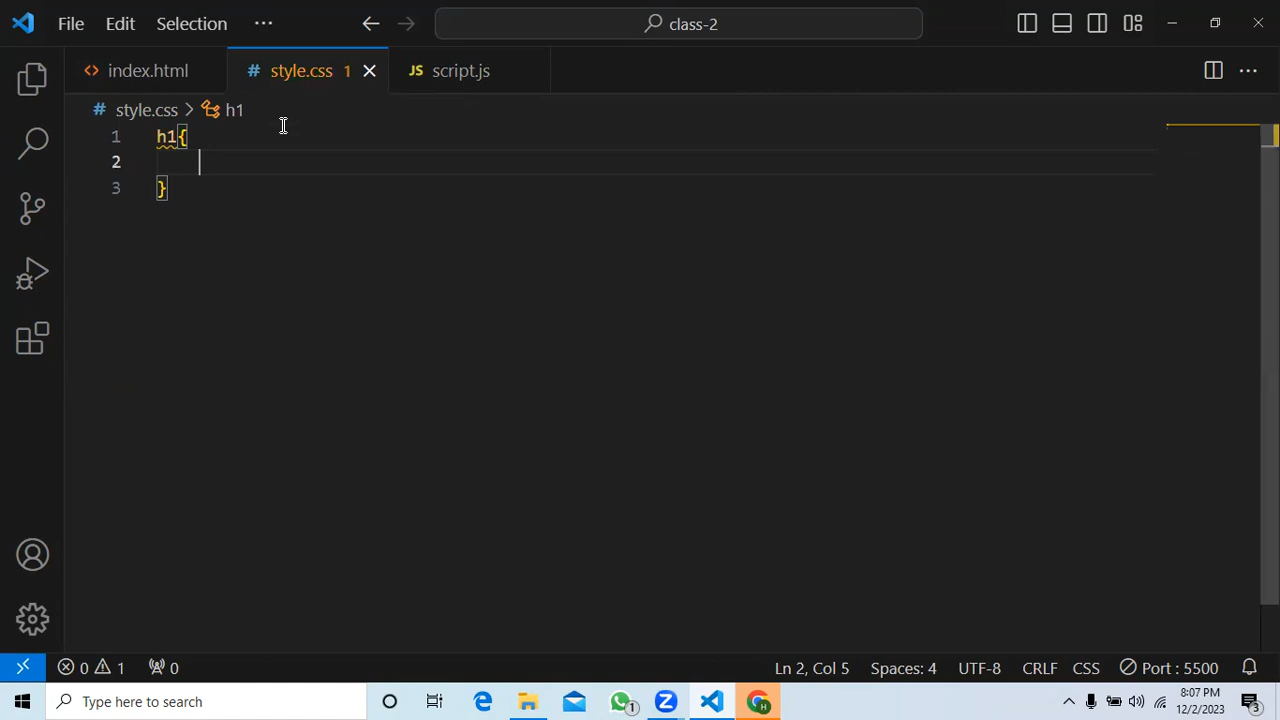 File Edit Selection ··· class-2
index.html # style.css 1 JS script.js
# style.css > h1
1 h1{
2
3 }
0 1 0 Ln 2, Col 5 Spaces: 4 UTF-8 CRLF CSS Port : 5500
Type here to search 1 H 8:07 PM
12/2/2023 3